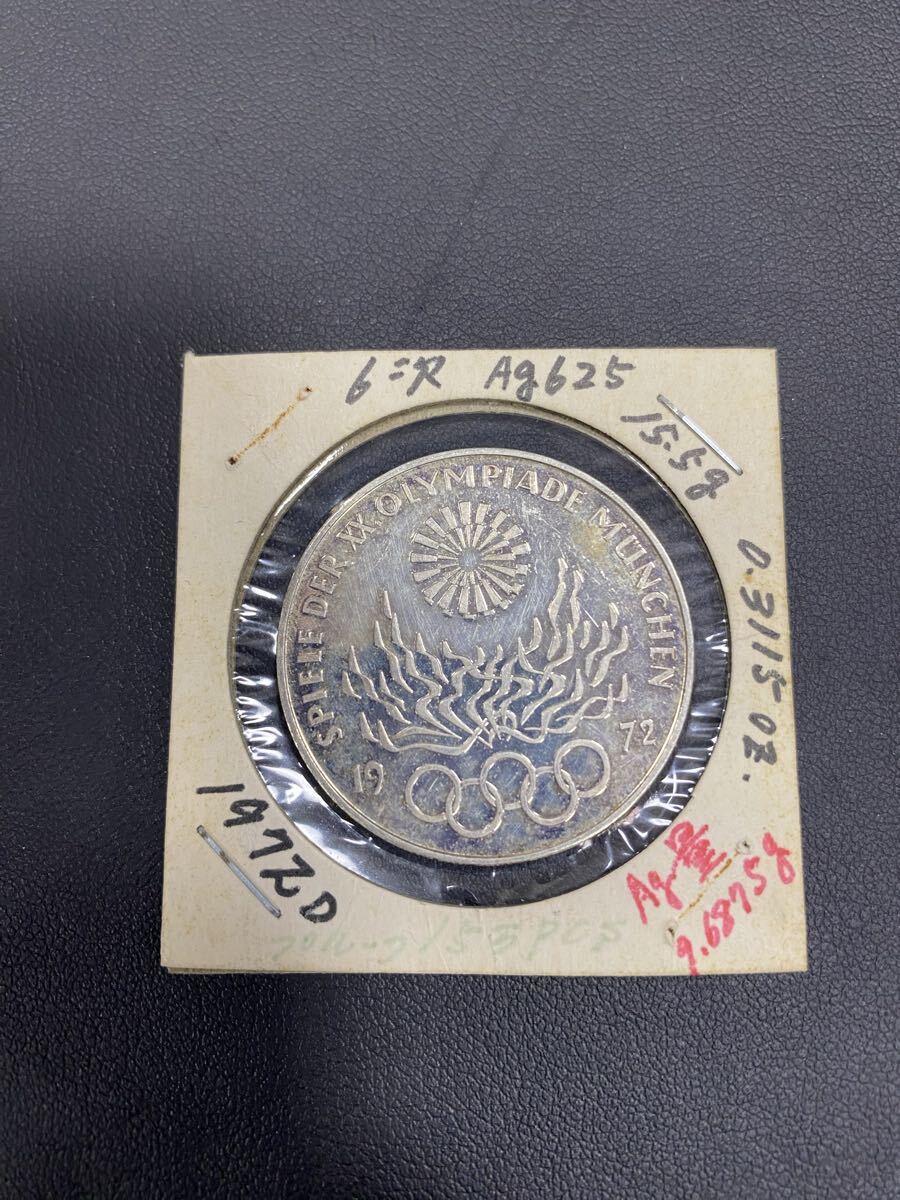 6=次 Ag625
15.5g
0.3115 oz.
Ag量
9.6875g
1972D
SPIELE DER XX. OLYMPIADE MÜNCHEN
19 72